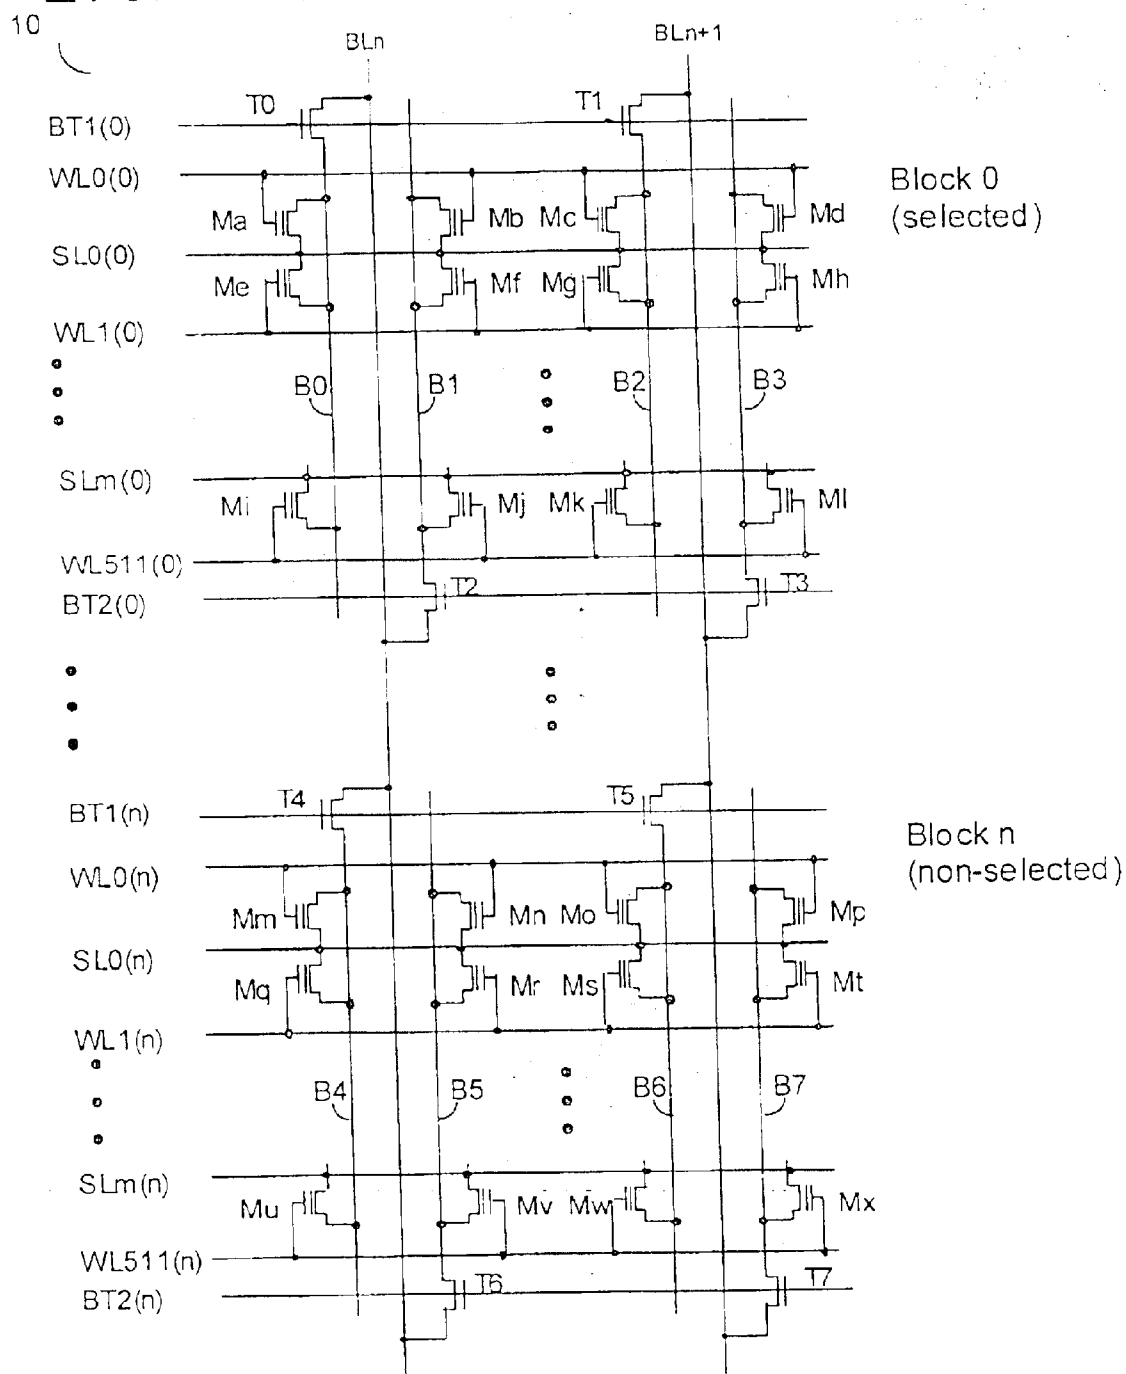 10
BLn BLn+1
T0 T1
BT1(0)
WL0(0) Block 0
Ma Mb Mc Md (selected)
SL0(0)
Me Mf Mg Mh
WL1(0)
B0 B1 B2 B3
SLm(0)
Mi Mj Mk Ml
WL511(0)
T2 T3
BT2(0)
T4 T5
BT1(n)
Block n
WL0(n) (non-selected)
Mm Mn Mo Mp
SL0(n)
Mq Mr Ms Mt
WL1(n)
B4 B5 B6 B7
SLm(n)
Mu Mv Mw Mx
WL511(n)
T6 T7
BT2(n)